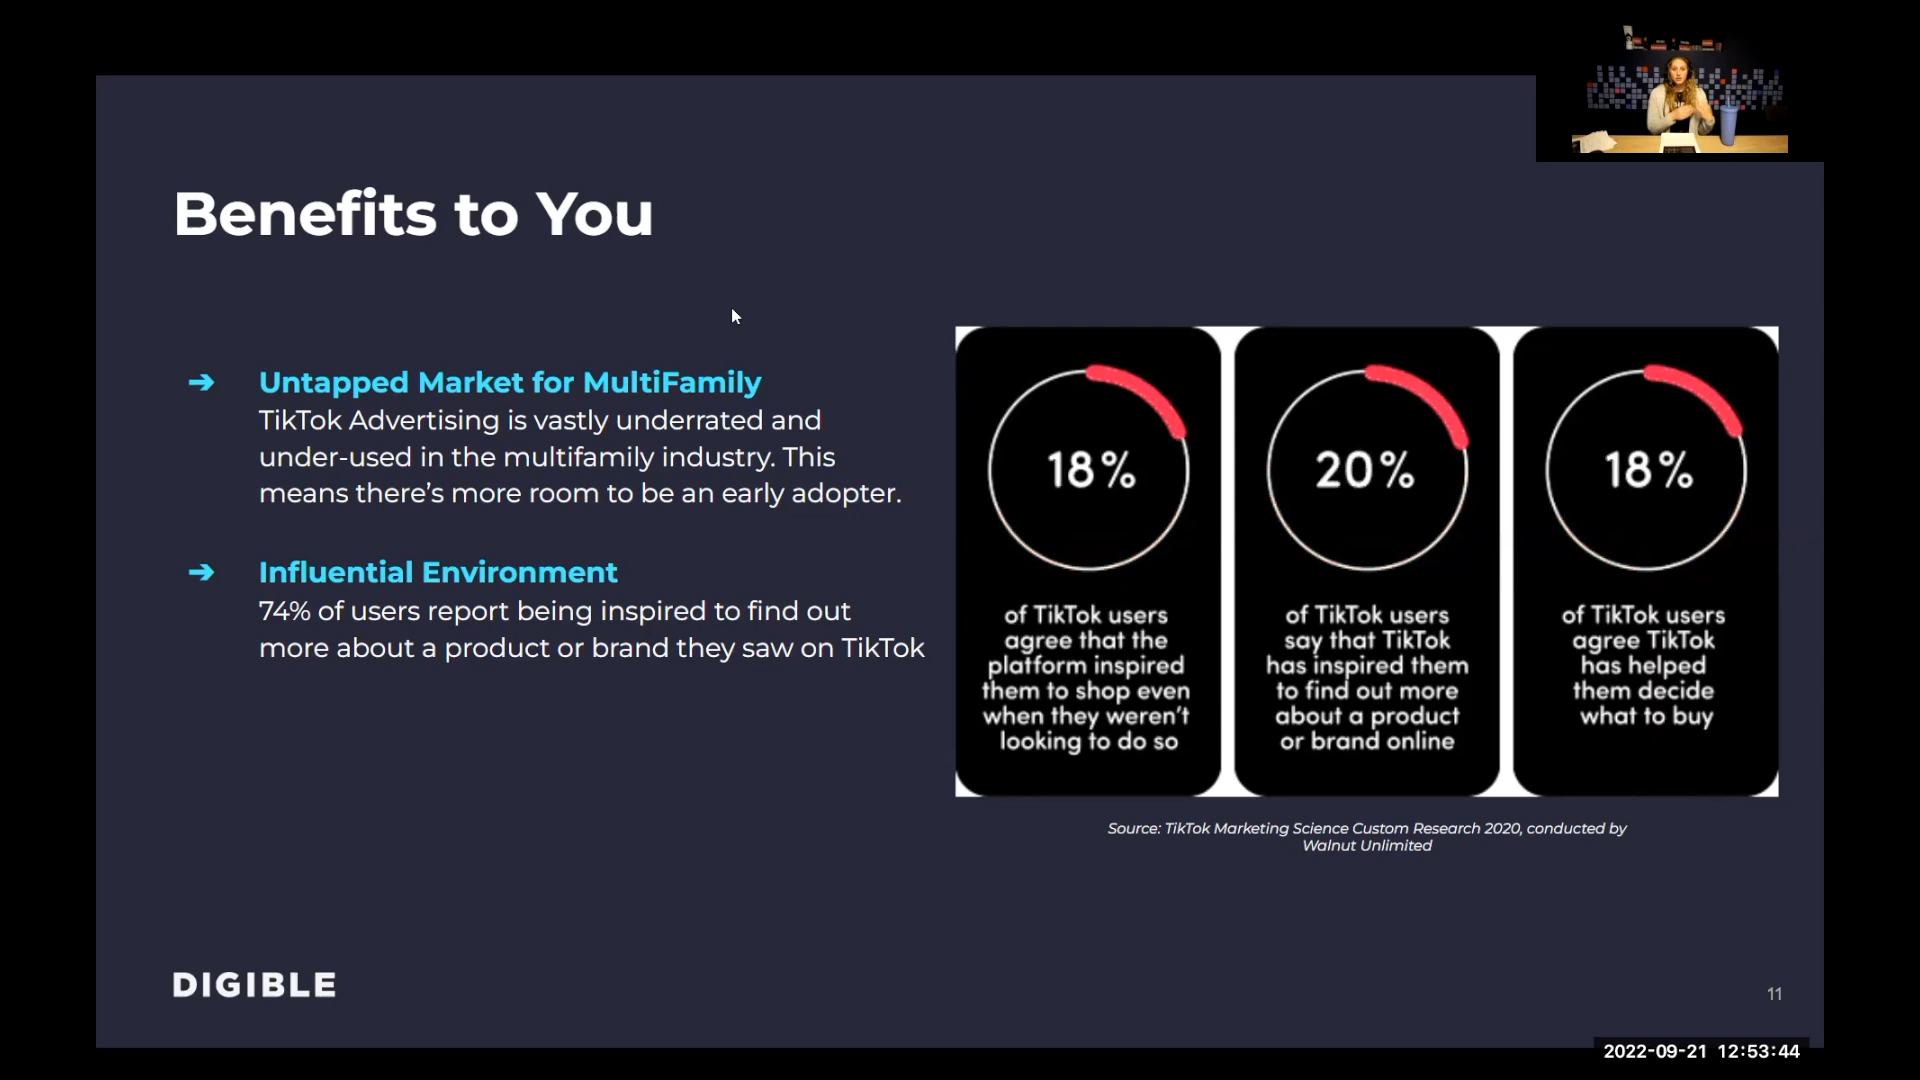 Benefits to You
➔ Untapped Market for MultiFamily
TikTok Advertising is vastly underrated and
under-used in the multifamily industry. This
means there’s more room to be an early adopter.
➔ Influential Environment
74% of users report being inspired to find out
more about a product or brand they saw on TikTok
18%
of TikTok users
agree that the
platform inspired
them to shop even
when they weren’t
looking to do so
20%
of TikTok users
say that TikTok
has inspired them
to find out more
about a product
or brand online
18%
of TikTok users
agree TikTok
has helped
them decide
what to buy
Source: TikTok Marketing Science Custom Research 2020, conducted by
Walnut Unlimited
DIGIBLE
11
2022-09-21 12:53:44